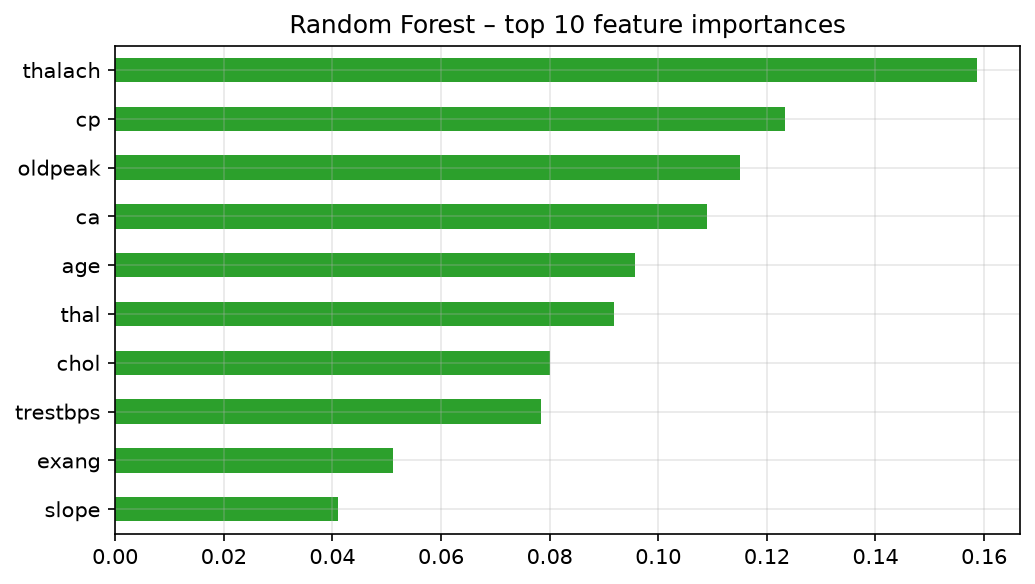 Random Forest – top 10 feature importances
thalach
cp
oldpeak
ca
age
thal
chol
trestbps
exang
slope
0.00 0.02 0.04 0.06 0.08 0.10 0.12 0.14 0.16